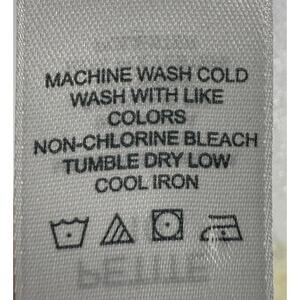 MACHINE WASH COLD
WASH WITH LIKE
COLORS
NON-CHLORINE BLEACH
TUMBLE DRY LOW
COOL IRON